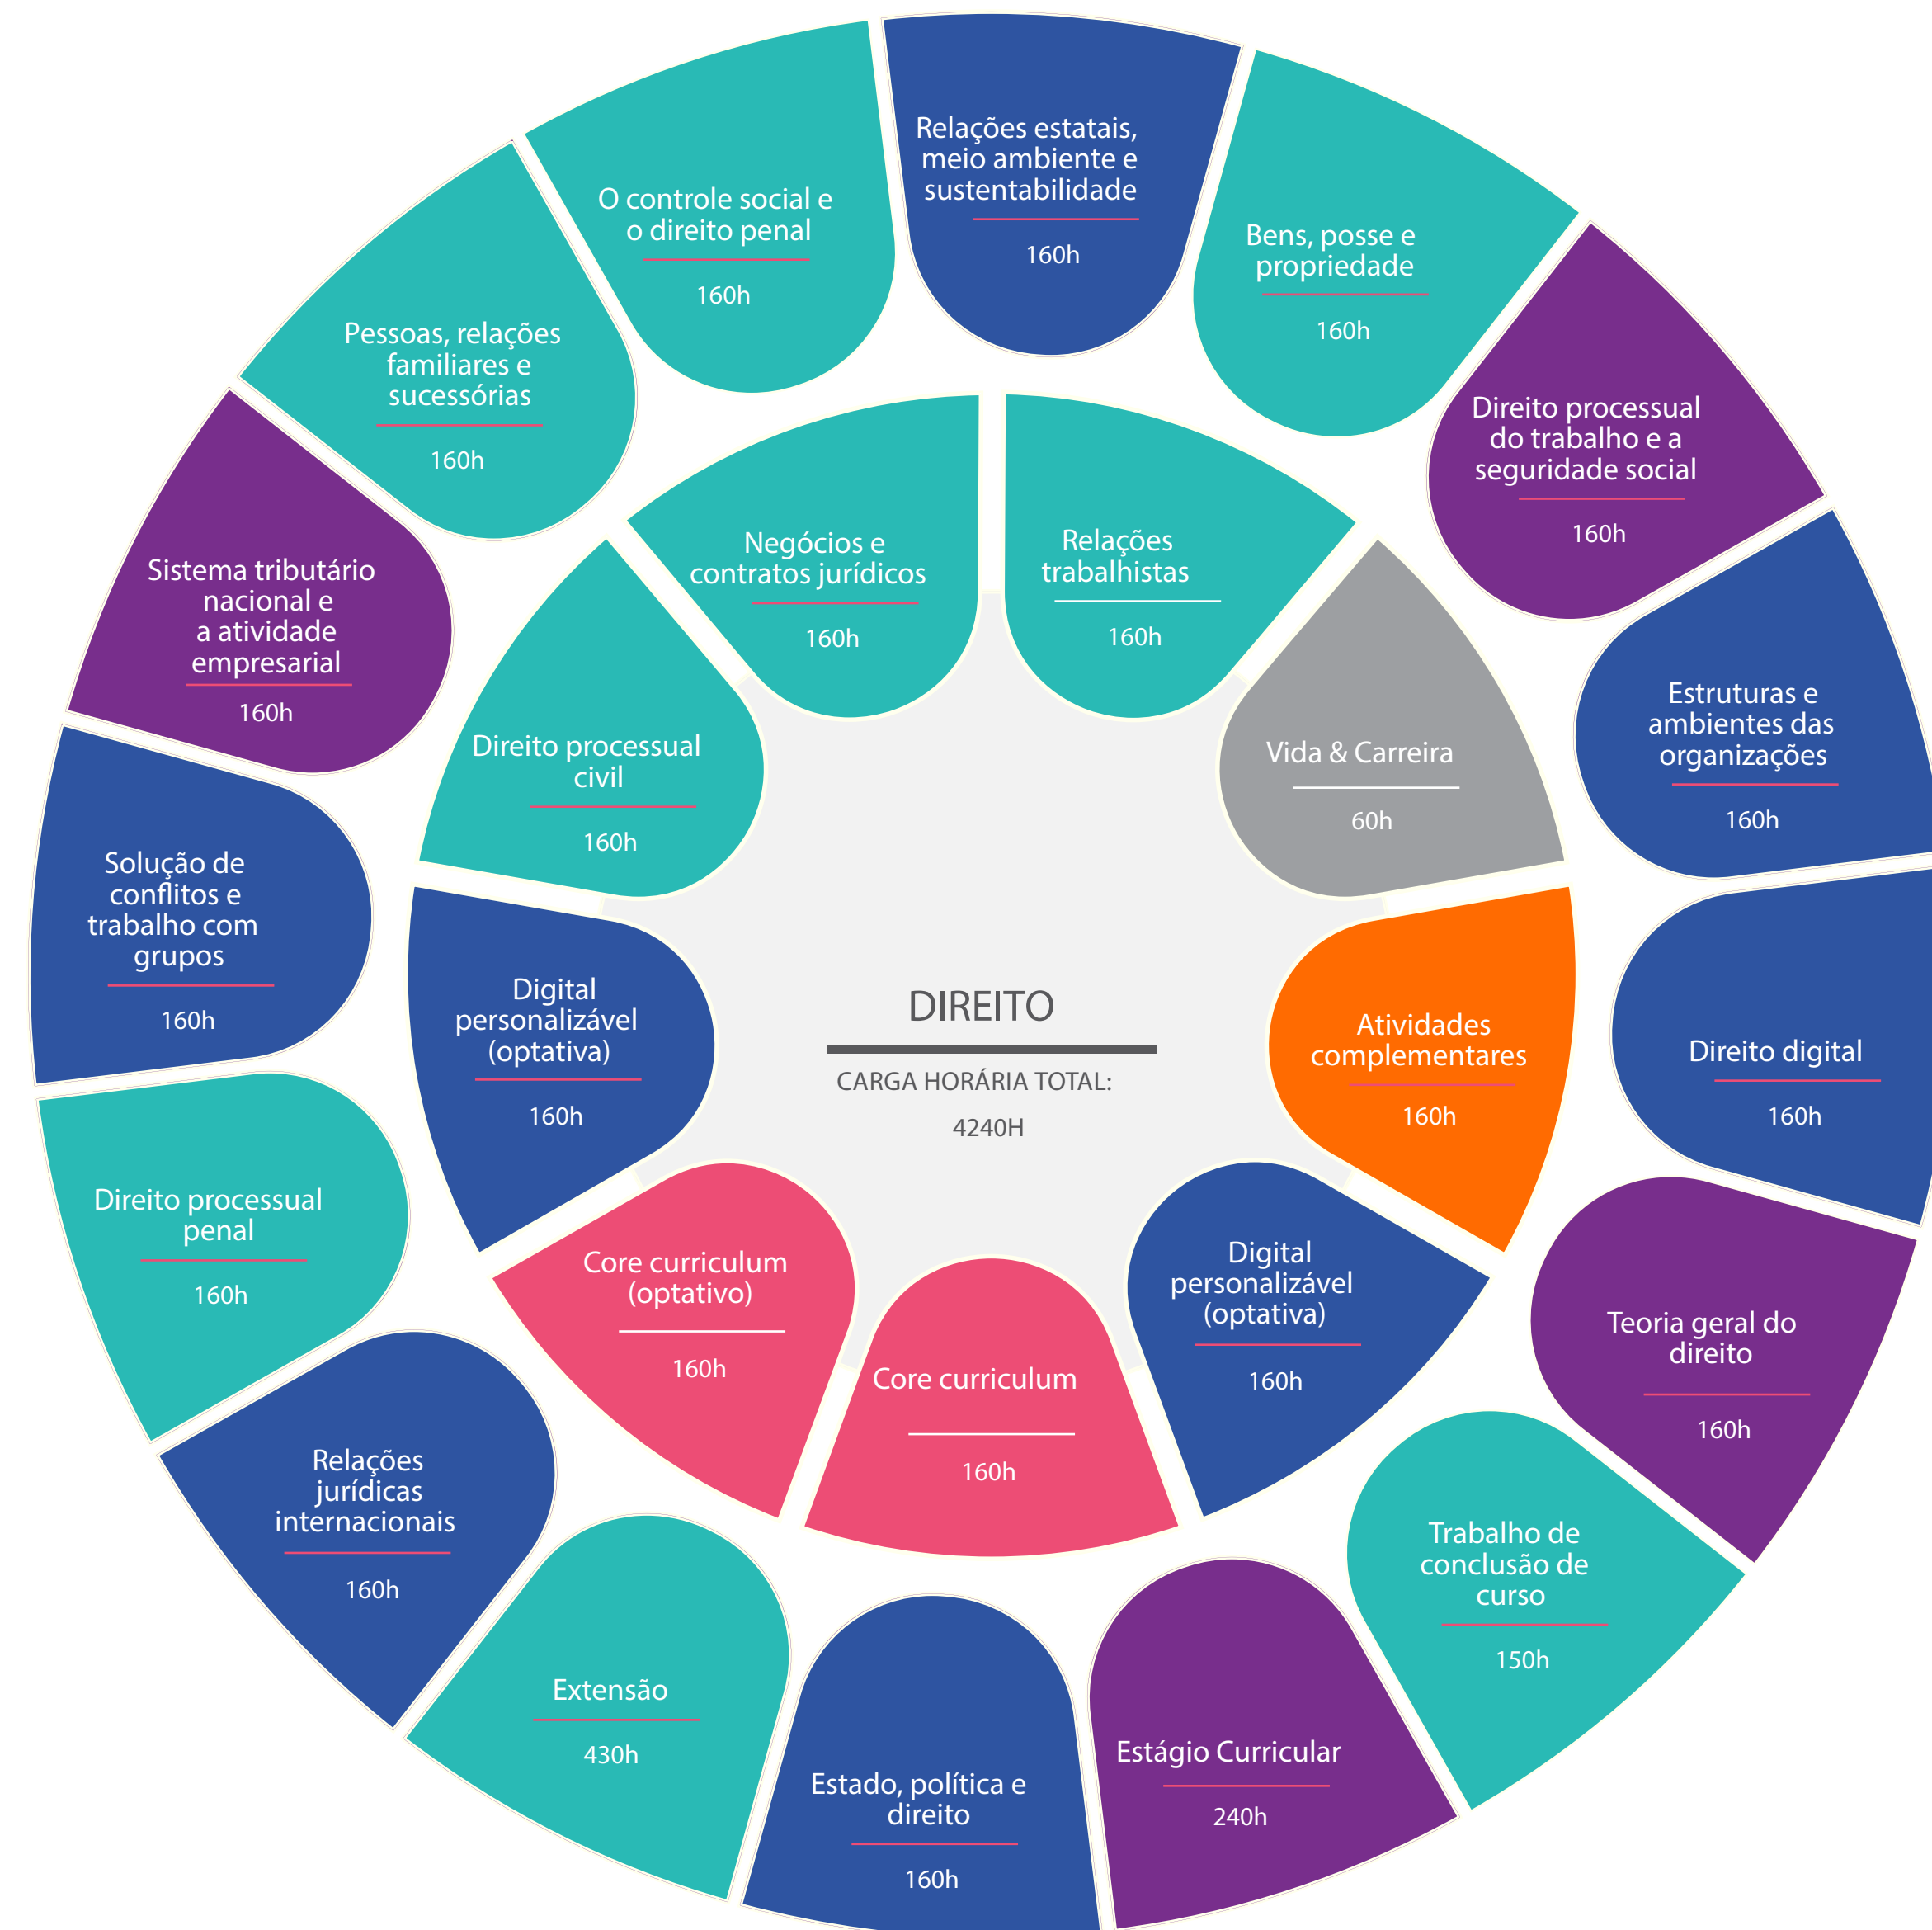 Relações estatais,
meio ambiente e
sustentabilidade
160h
Bens, posse e
propriedade
160h
Direito processual
do trabalho e a
seguridade social
160h
Estruturas e
ambientes das
organizações
160h
Direito digital
160h
Teoria geral do
direito
160h
Trabalho de
conclusão de
curso
150h
Estágio Curricular
240h
Estado, política e
direito
160h
Extensão
430h
Relações
jurídicas
internacionais
160h
Direito processual
penal
160h
Solução de
conflitos e
trabalho com
grupos
160h
Sistema tributário
nacional e
a atividade
empresarial
160h
Pessoas, relações
familiares e
sucessórias
160h
O controle social e
o direito penal
160h
Negócios e
contratos jurídicos
160h
Relações
trabalhistas
160h
Vida & Carreira
60h
Atividades
complementares
160h
Digital
personalizável
(optativa)
160h
Core curriculum
160h
Core curriculum
(optativo)
160h
Digital
personalizável
(optativa)
160h
Direito processual
civil
160h
DIREITO
CARGA HORÁRIA TOTAL:
4240H